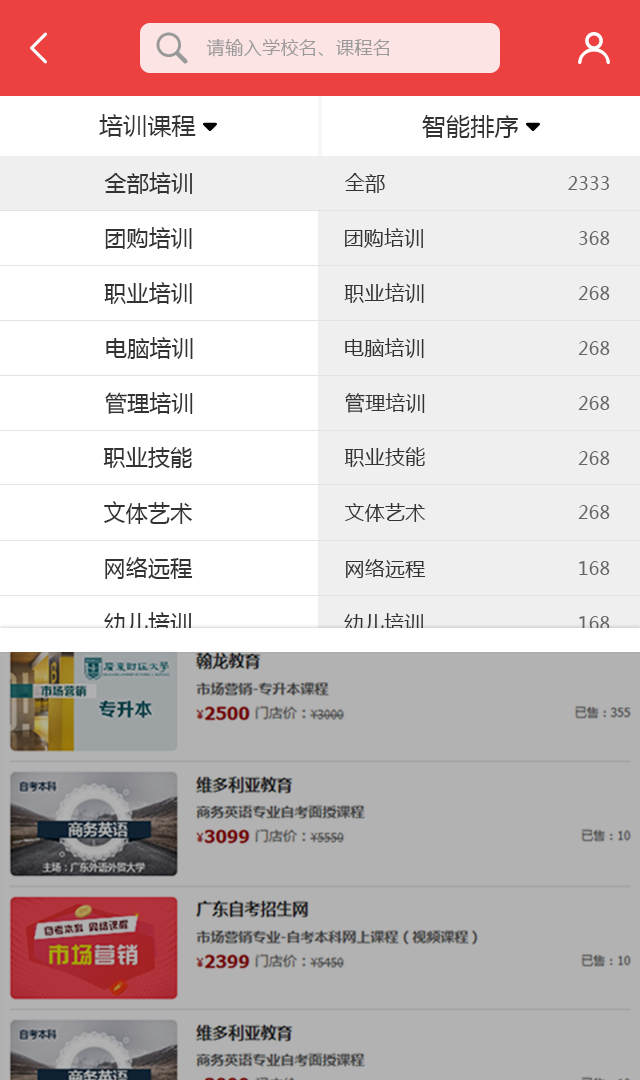 请输入学校名、课程名
培训课程 智能排序
全部培训 全部 2333
团购培训 团购培训 368
职业培训 职业培训 268
电脑培训 电脑培训 268
管理培训 管理培训 268
职业技能 职业技能 268
文体艺术 文体艺术 268
网络远程 网络远程 168
幼儿培训 幼儿培训 168
翰龙教育
市场营销
专升本
市场营销-专升本课程
¥2500 门店价：¥3000 已售：355
自考本科
商务英语
主场：广东外语外贸大学
维多利亚教育
商务英语专业自考面授课程
¥3099 门店价：¥5550 已售：10
自考本科 网络课程
市场营销
广东自考招生网
市场营销专业-自考本科网上课程（视频课程）
¥2399 门店价：¥5450 已售：10
自考本科
商务英语
维多利亚教育
商务英语专业自考面授课程